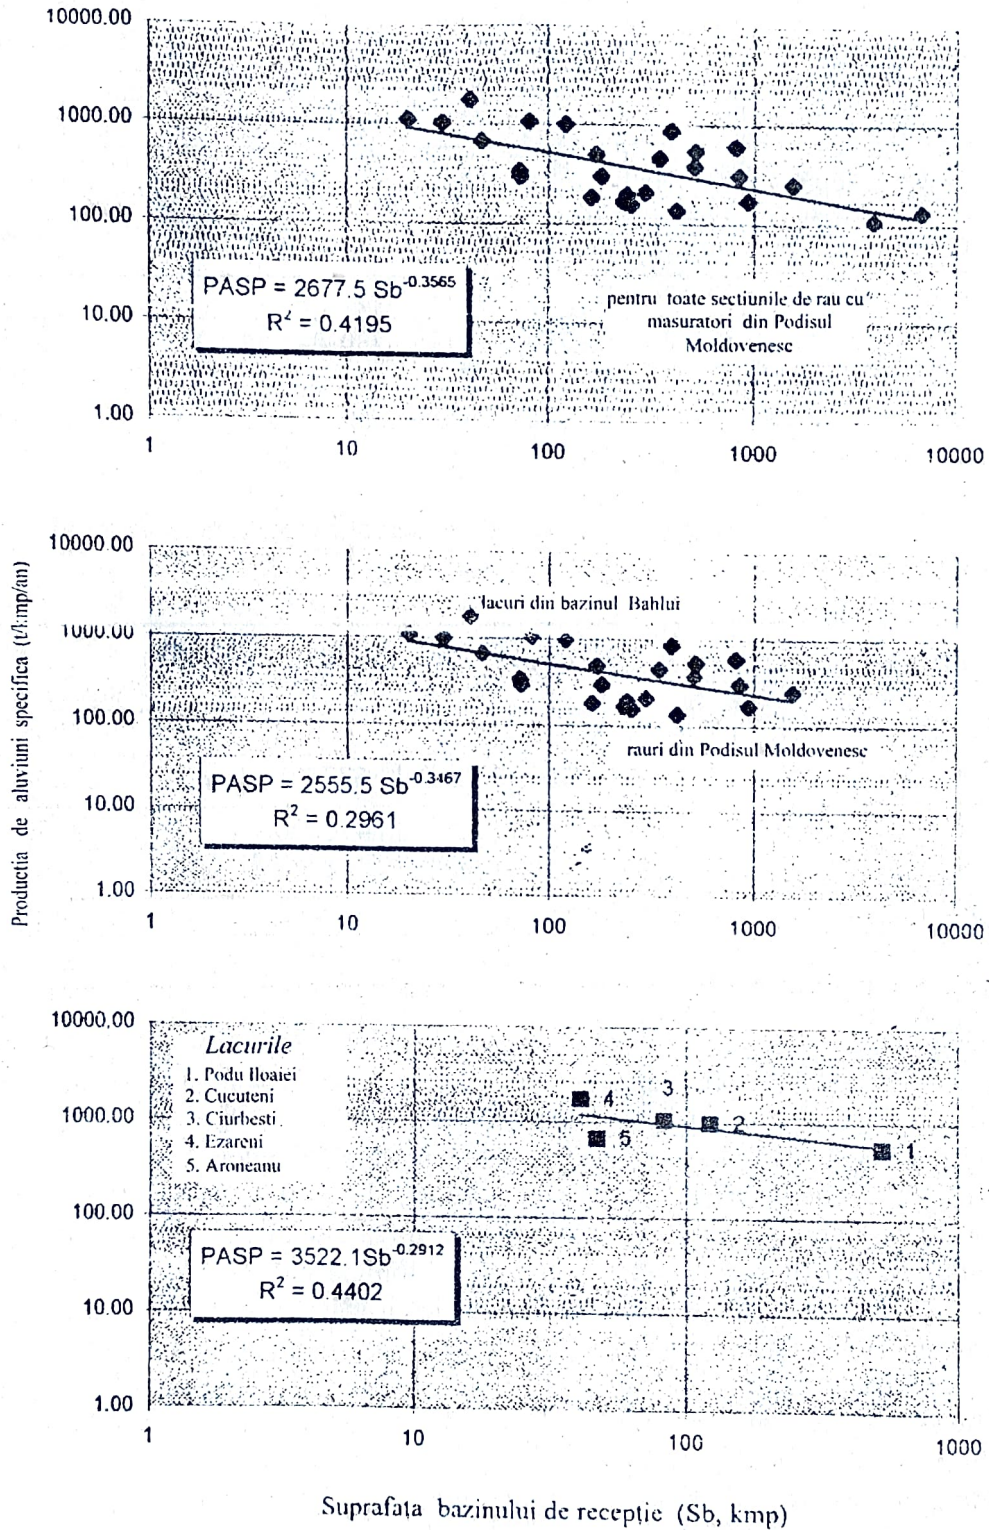 10000.00
1000.00
100.00
10.00
1.00
PASP = 2677.5 Sb^-0.3565
R² = 0.4195
pentru toate sectiunile de rau cu
masuratori din Podisul
Moldovenesc
1 10 100 1000 10000
Productia de aluviuni specifica (t/kmp/an)
10000.00
1000.00
100.00
10.00
1.00
lacuri din bazinul Bahlui
rauri din Podisul Moldovenesc
PASP = 2555.5 Sb^-0.3467
R² = 0.2961
1 10 100 1000 10000
10000.00
1000.00
100.00
10.00
1.00
Lacurile
1. Podu Iloaiei
2. Cucuteni
3. Ciurbesti
4. Ezareni
5. Aroneanu
4
3
2
5
1
PASP = 3522.1Sb^-0.2912
R² = 0.4402
1 10 100 1000
Suprafața bazinului de recepție (Sb, kmp)